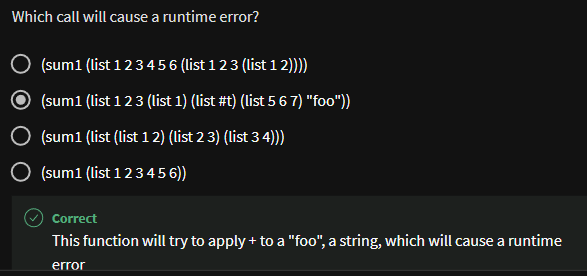 Which call will cause a runtime error?
(sum1 (list 1 2 3 4 5 6 (list 1 2 3 (list 1 2))))
(sum1 (list 1 2 3 (list 1) (list #t) (list 5 6 7) "foo"))
(sum1 (list (list 1 2) (list 2 3) (list 3 4)))
(sum1 (list 1 2 3 4 5 6))
Correct
This function will try to apply + to a "foo", a string, which will cause a runtime
error